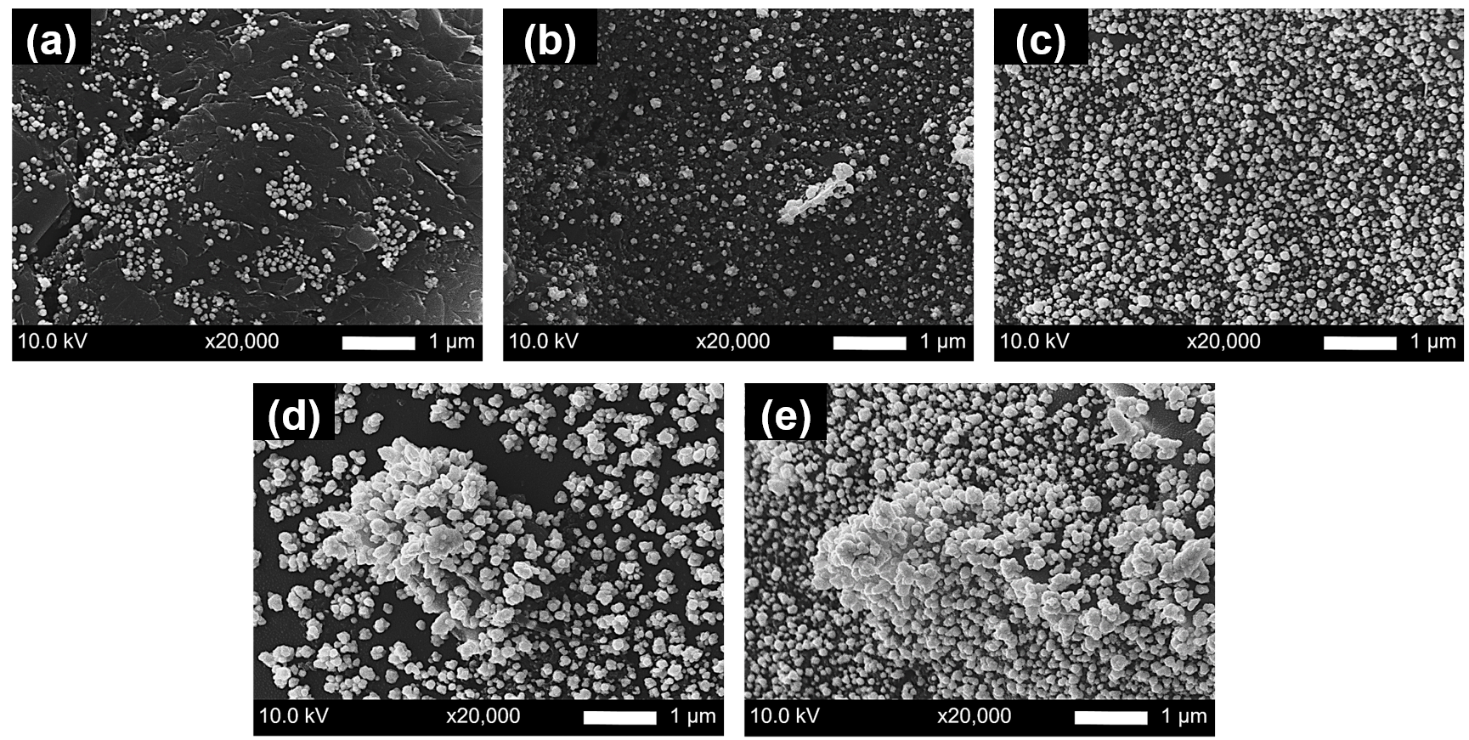 (a)
(b)
(c)
10.0 kV x20,000 1 μm
10.0 kV x20,000 1 μm
10.0 kV x20,000 1 μm
(d)
(e)
10.0 kV x20,000 1 μm
10.0 kV x20,000 1 μm